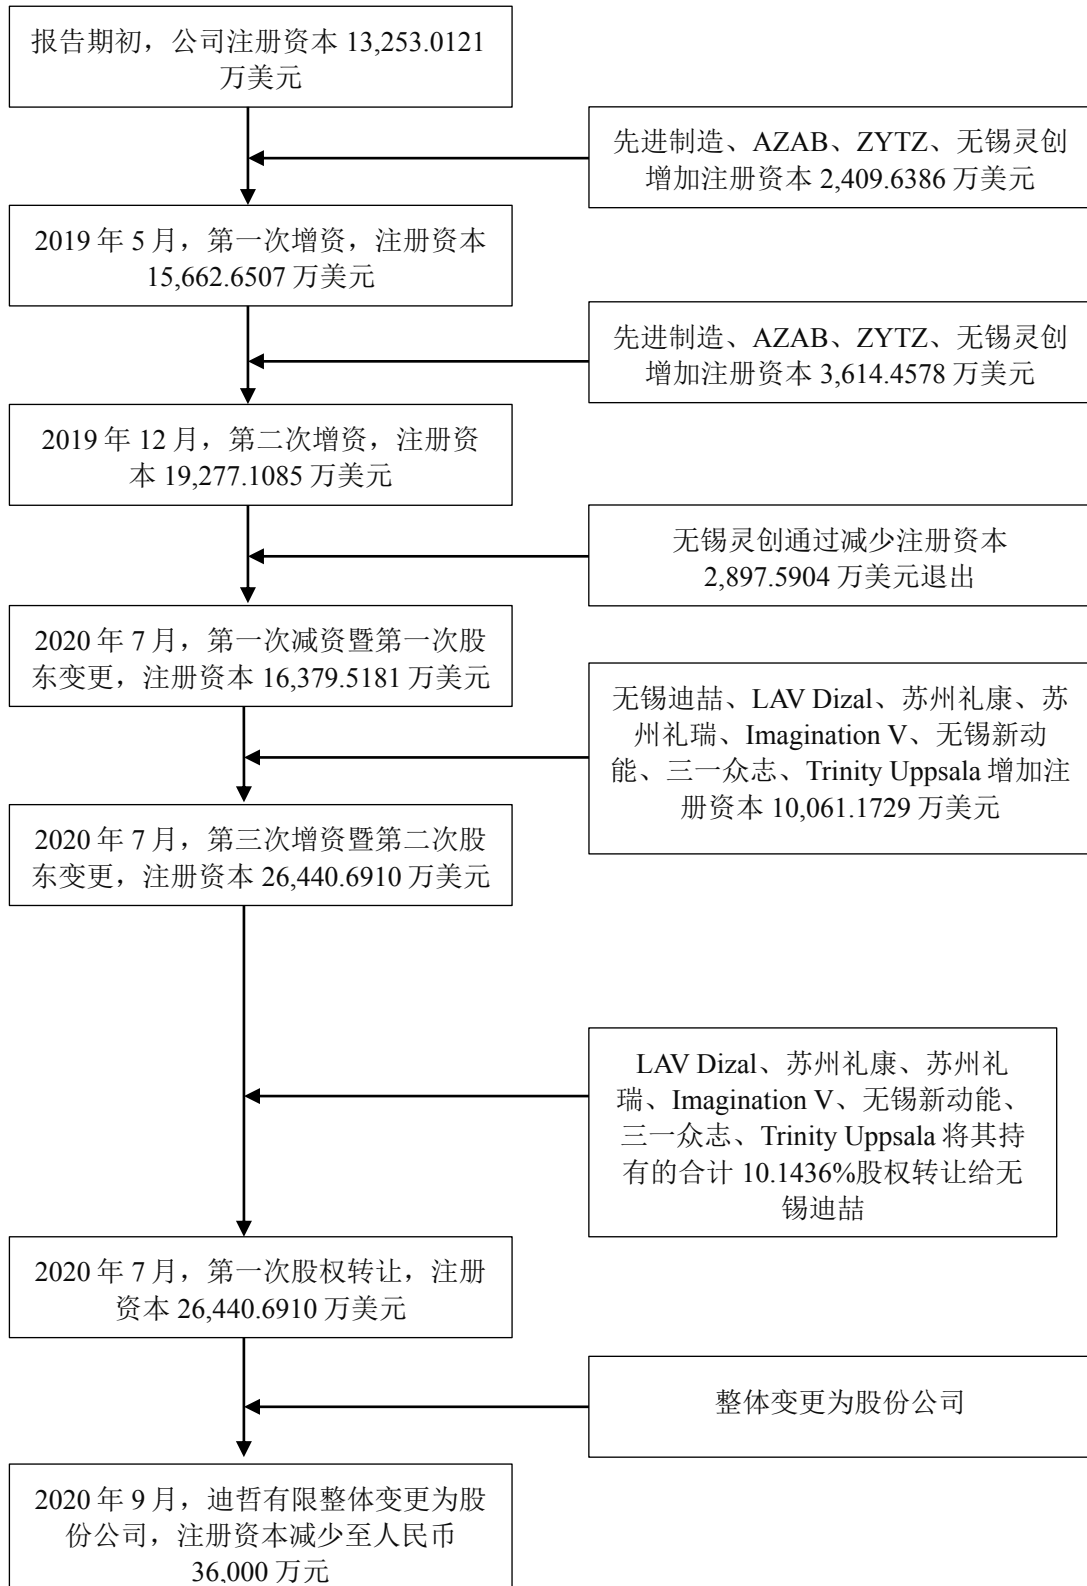 报告期初，公司注册资本 13,253.0121
万美元
先进制造、AZAB、ZYTZ、无锡灵创
增加注册资本 2,409.6386 万美元
2019 年 5 月，第一次增资，注册资本
15,662.6507 万美元
先进制造、AZAB、ZYTZ、无锡灵创
增加注册资本 3,614.4578 万美元
2019 年 12 月，第二次增资，注册资
本 19,277.1085 万美元
无锡灵创通过减少注册资本
2,897.5904 万美元退出
2020 年 7 月，第一次减资暨第一次股
东变更，注册资本 16,379.5181 万美元
无锡迪喆、LAV Dizal、苏州礼康、苏
州礼瑞、Imagination V、无锡新动
能、三一众志、Trinity Uppsala 增加注
册资本 10,061.1729 万美元
2020 年 7 月，第三次增资暨第二次股
东变更，注册资本 26,440.6910 万美元
LAV Dizal、苏州礼康、苏州礼
瑞、Imagination V、无锡新动能、
三一众志、Trinity Uppsala 将其持
有的合计 10.1436%股权转让给无
锡迪喆
2020 年 7 月，第一次股权转让，注册
资本 26,440.6910 万美元
整体变更为股份公司
2020 年 9 月，迪哲有限整体变更为股
份公司，注册资本减少至人民币
36,000 万元